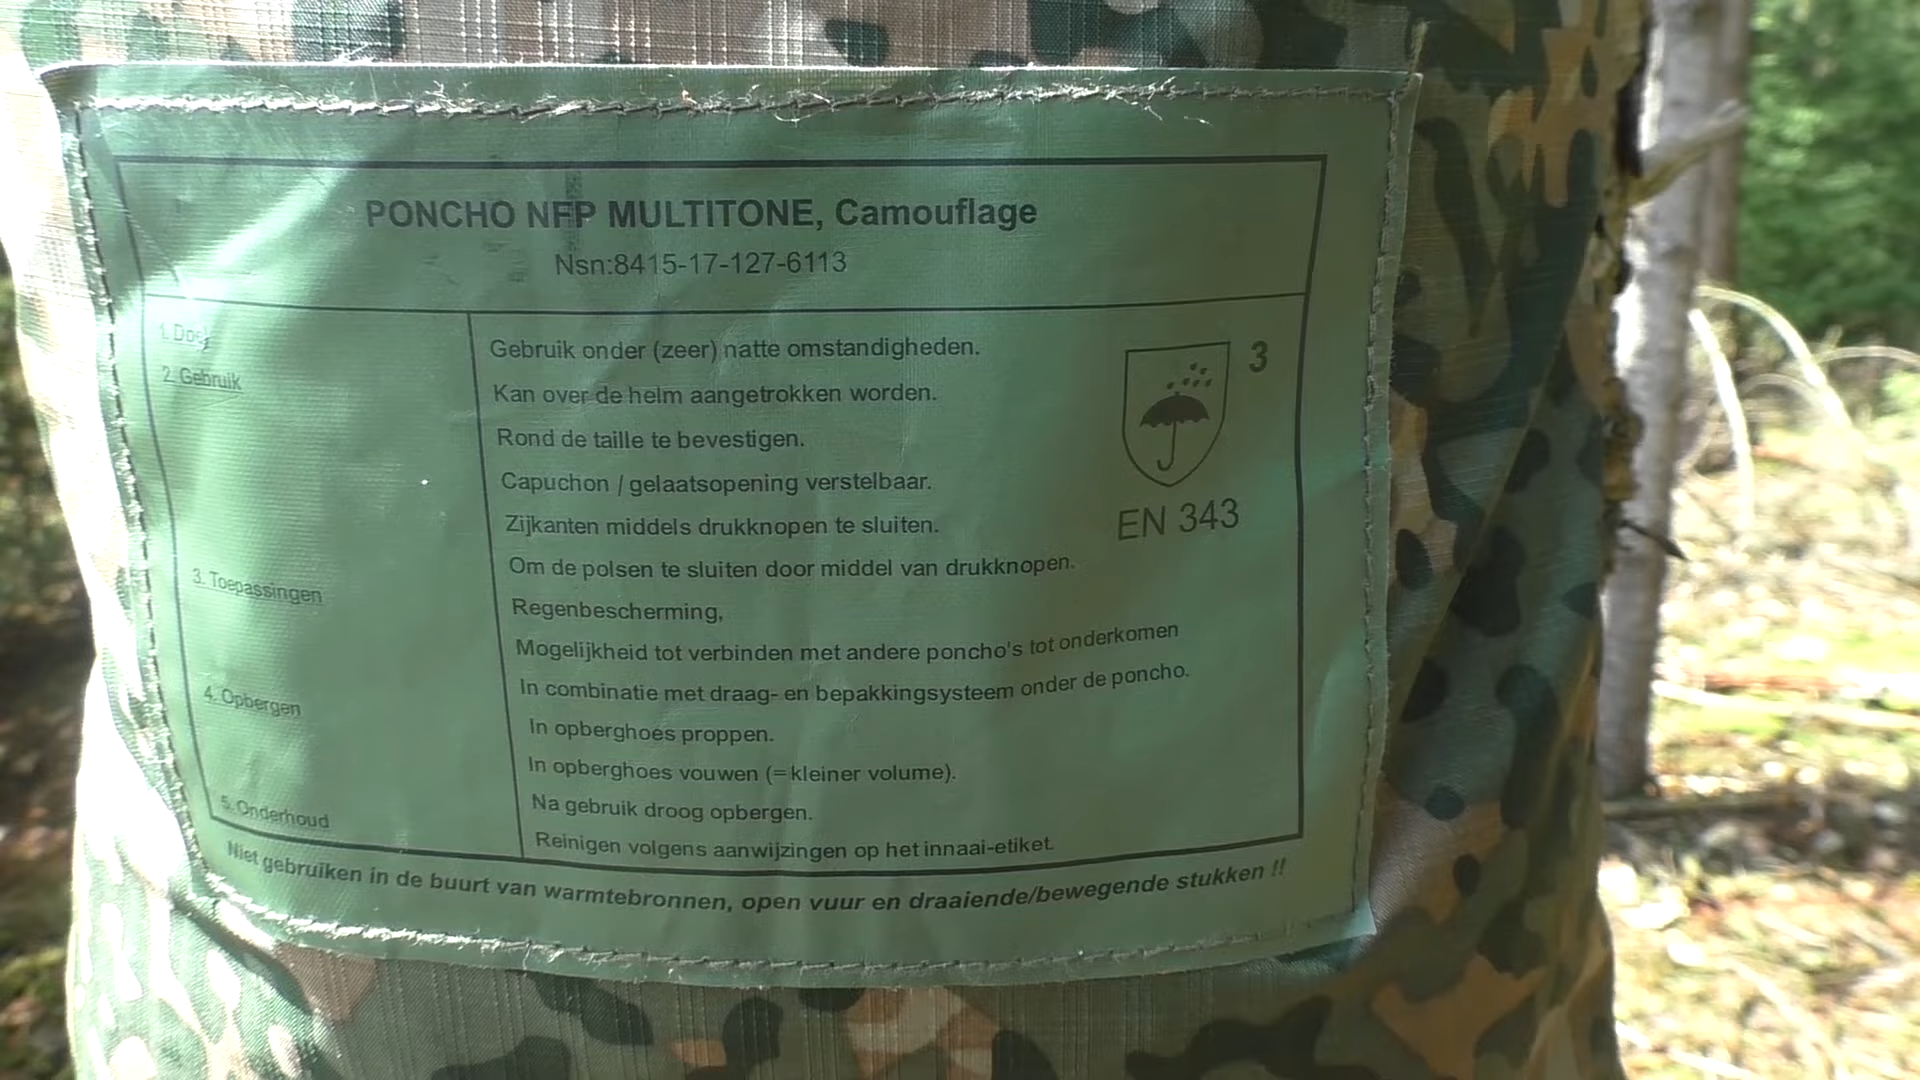 PONCHO NFP MULTITONE, Camouflage
Nsn:8415-17-127-6113
1. Doel
Gebruik onder (zeer) natte omstandigheden.
3
2. Gebruik
Kan over de helm aangetrokken worden.
Rond de taille te bevestigen.
Capuchon / gelaatsopening verstelbaar.
Zijkanten middels drukknopen te sluiten.
EN 343
Om de polsen te sluiten door middel van drukknopen.
3. Toepassingen
Regenbescherming,
Mogelijkheid tot verbinden met andere poncho's tot onderkomen
In combinatie met draag- en bepakkingsysteem onder de poncho.
4. Opbergen
In opberghoes proppen.
In opberghoes vouwen (= kleiner volume).
Na gebruik droog opbergen.
5. Onderhoud
Reinigen volgens aanwijzingen op het innaai-etiket.
Niet gebruiken in de buurt van warmtebronnen, open vuur en draaiende/bewegende stukken !!